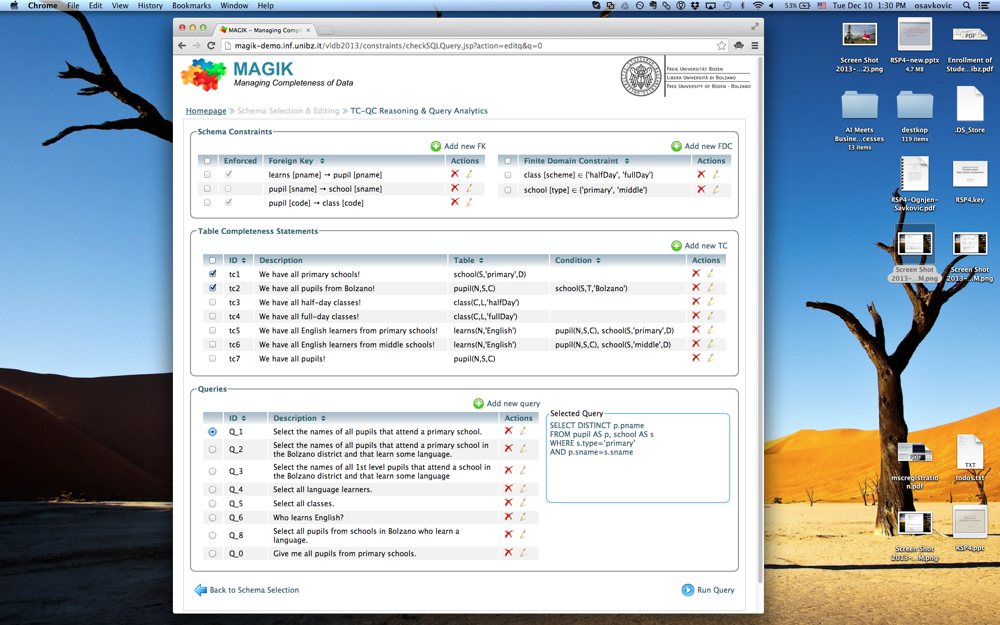 Chrome File Edit View History Bookmarks Window Help
53% Tue Dec 10 1:30 PM osavkovic
MAGIK – Managing Comple
magik-demo.inf.unibz.it/vldb2013/constraints/checkSQLQuery.jsp?action=editq&q=0
MAGIK
Managing Completeness of Data
FREIE UNIVERSITÄT BOZEN
LIBERA UNIVERSITÀ DI BOLZANO
FREE UNIVERSITY OF BOZEN - BOLZANO
Homepage » Schema Selection & Editing » TC-QC Reasoning & Query Analytics
Schema Constraints
Add new FK
Enforced Foreign Key Actions
learns [pname] → pupil [pname]
pupil [sname] → school [sname]
pupil [code] → class [code]
Add new FDC
Finite Domain Constraint Actions
class [scheme] ∈ {'halfDay', 'fullDay'}
school [type] ∈ {'primary', 'middle'}
Table Completeness Statements
Add new TC
ID Description Table Condition Actions
tc1 We have all primary schools! school(S,'primary',D)
tc2 We have all pupils from Bolzano! pupil(N,S,C) school(S,T,'Bolzano')
tc3 We have all half-day classes! class(C,L,'halfDay')
tc4 We have all full-day classes! class(C,L,'fullDay')
tc5 We have all English learners from primary schools! learns(N,'English') pupil(N,S,C), school(S,'primary',D)
tc6 We have all English learners from middle schools! learns(N,'English') pupil(N,S,C), school(S,'middle',D)
tc7 We have all pupils! pupil(N,S,C)
Queries
Add new query
ID Description Actions
Q_1 Select the names of all pupils that attend a primary school.
Q_2 Select the names of all pupils that attend a primary school in
the Bolzano district and that learn some language.
Q_3 Select the names of all 1st level pupils that attend a school in
the Bolzano district and that learn some language
Q_4 Select all language learners.
Q_5 Select all classes.
Q_6 Who learns English?
Q_8 Select all pupils from schools in Bolzano who learn a
language.
Q_0 Give me all pupils from primary schools.
Selected Query
SELECT DISTINCT p.pname
FROM pupil AS p, school AS s
WHERE s.type='primary'
AND p.sname=s.sname
Back to Schema Selection
Run Query
Screen Shot
2013-...2).png
RSP4-new.pptx
4.7 MB
PDF
Enrollment of
Stude...ibz.pdf
AI Meets
Busine...cesses
13 items
destkop
119 items
.DS_Store
RSP4-Ognjen-
Savkovic.pdf
Process-aware
Data Quality Assessment
RSP4.key
Screen Shot
2013-...M.png
Screen Shot
2013-...M.png
PDF
mscregistratio
n.pdf
TXT
todos.txt
Screen Shot
2013-...M.png
RSP4.ppt